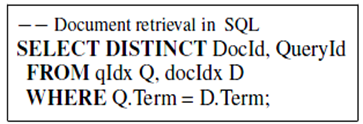 -- Document retrieval in SQL
SELECT DISTINCT DocId, QueryId
FROM qIdx Q, docIdx D
WHERE Q.Term = D.Term;